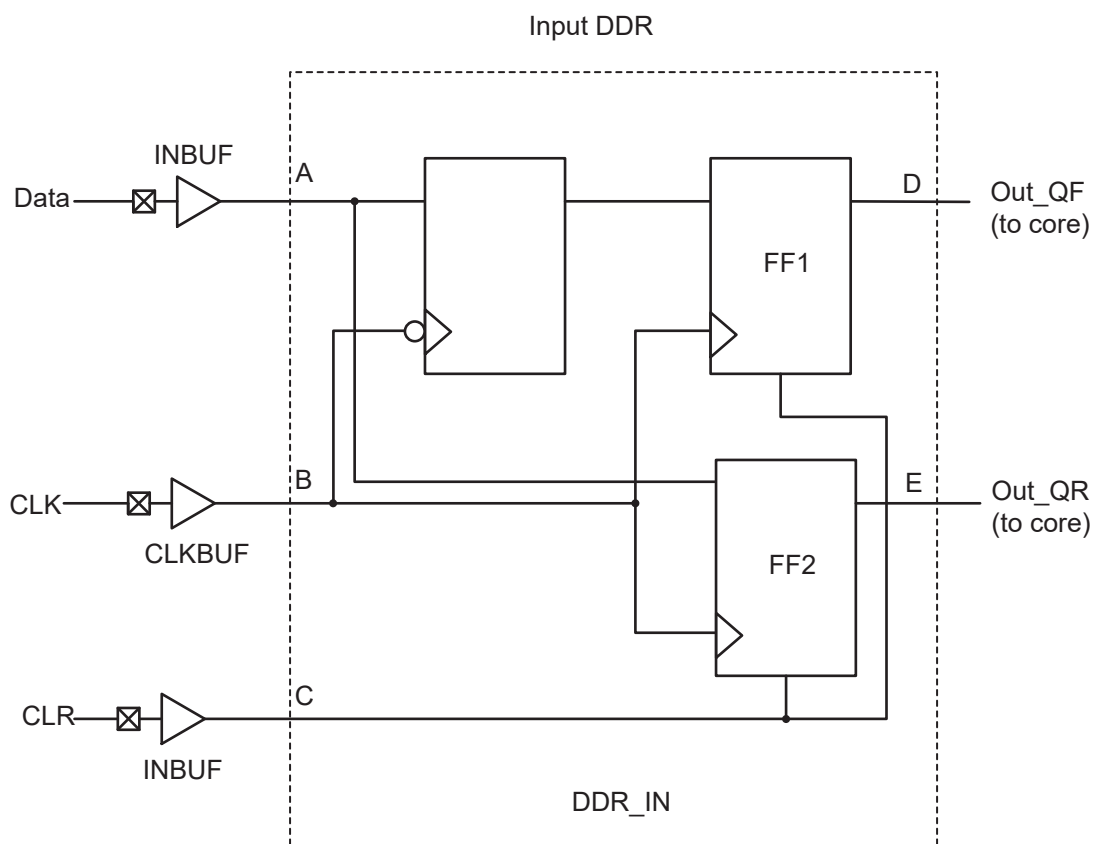 Input DDR
INBUF
A
Data
D
Out_QF
(to core)
FF1
B
E
CLK
Out_QR
(to core)
CLKBUF
FF2
C
CLR
INBUF
DDR_IN